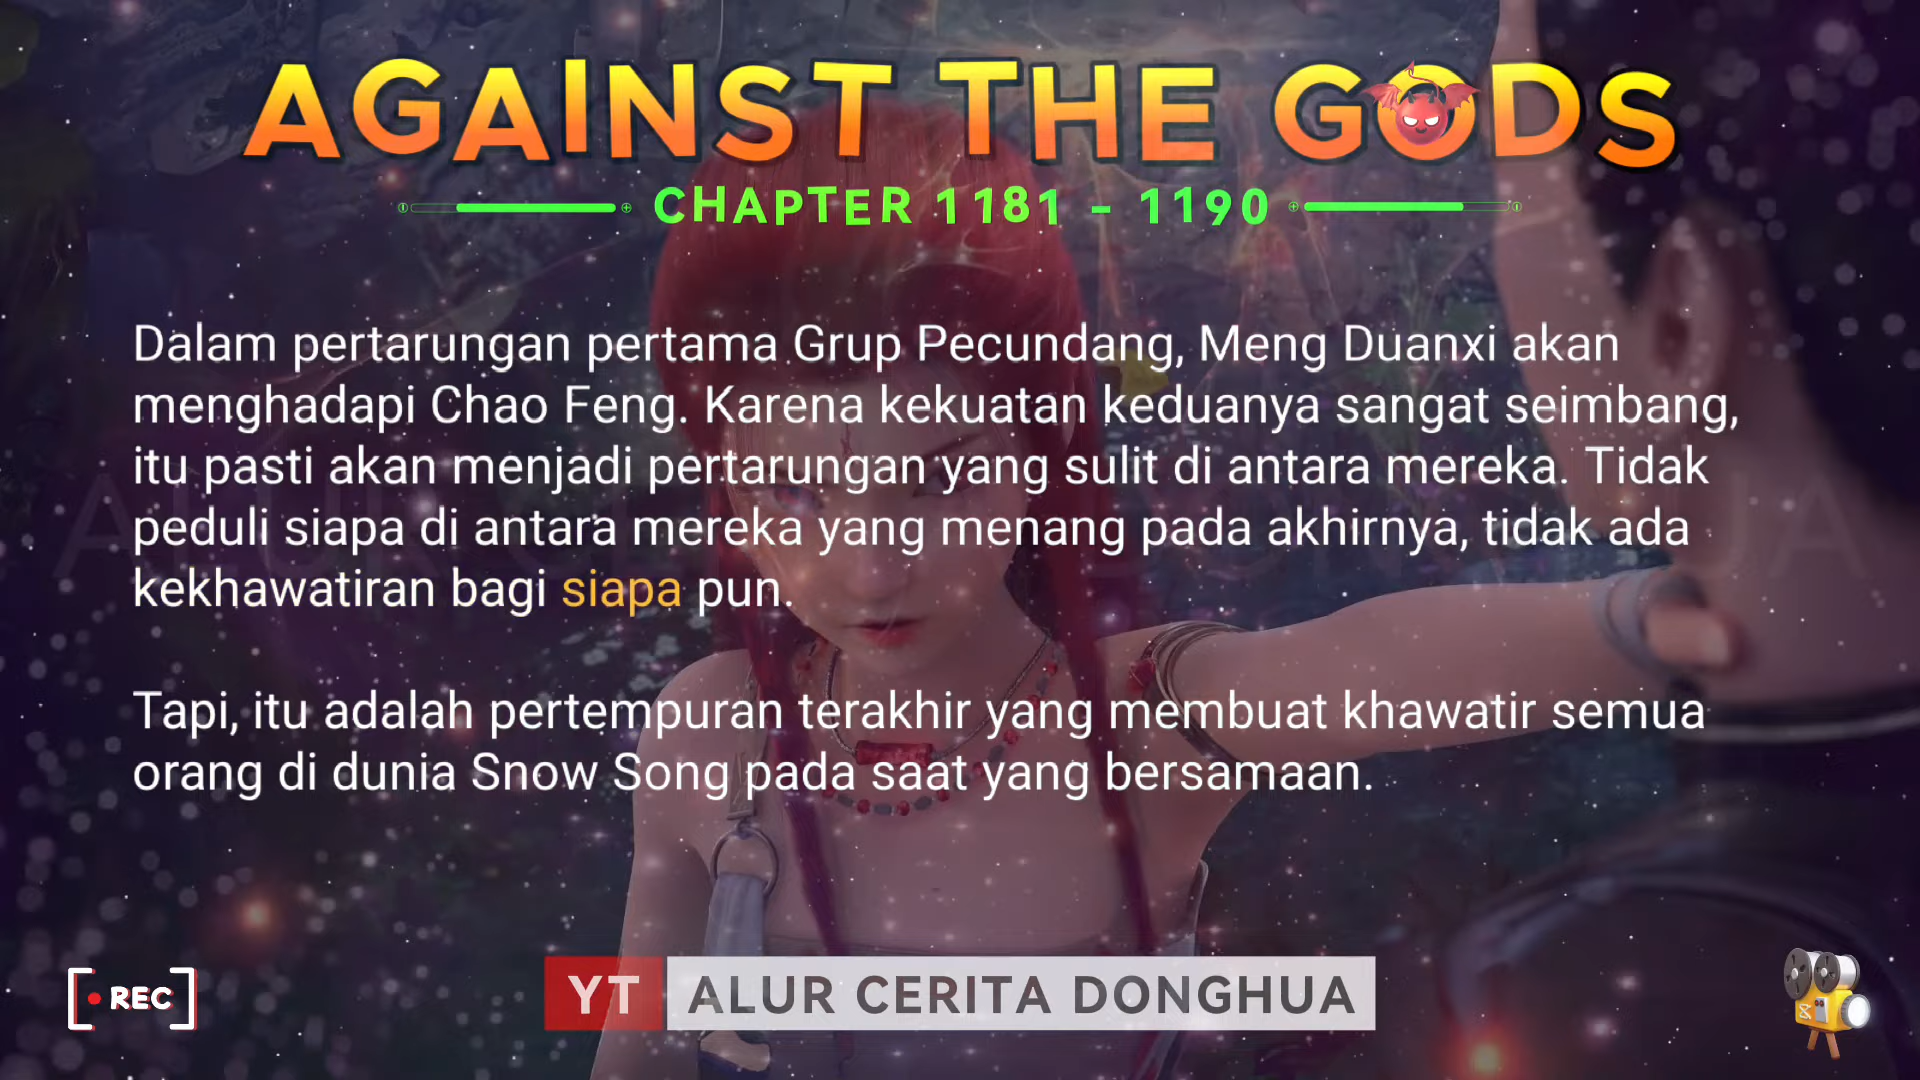 AGAINST THE GODS
CHAPTER 1181 - 1190
Dalam pertarungan pertama Grup Pecundang, Meng Duanxi akan
menghadapi Chao Feng. Karena kekuatan keduanya sangat seimbang,
itu pasti akan menjadi pertarungan yang sulit di antara mereka. Tidak
peduli siapa di antara mereka yang menang pada akhirnya, tidak ada
kekhawatiran bagi siapa pun.
Tapi, itu adalah pertempuran terakhir yang membuat khawatir semua
orang di dunia Snow Song pada saat yang bersamaan.
REC
YT ALUR CERITA DONGHUA